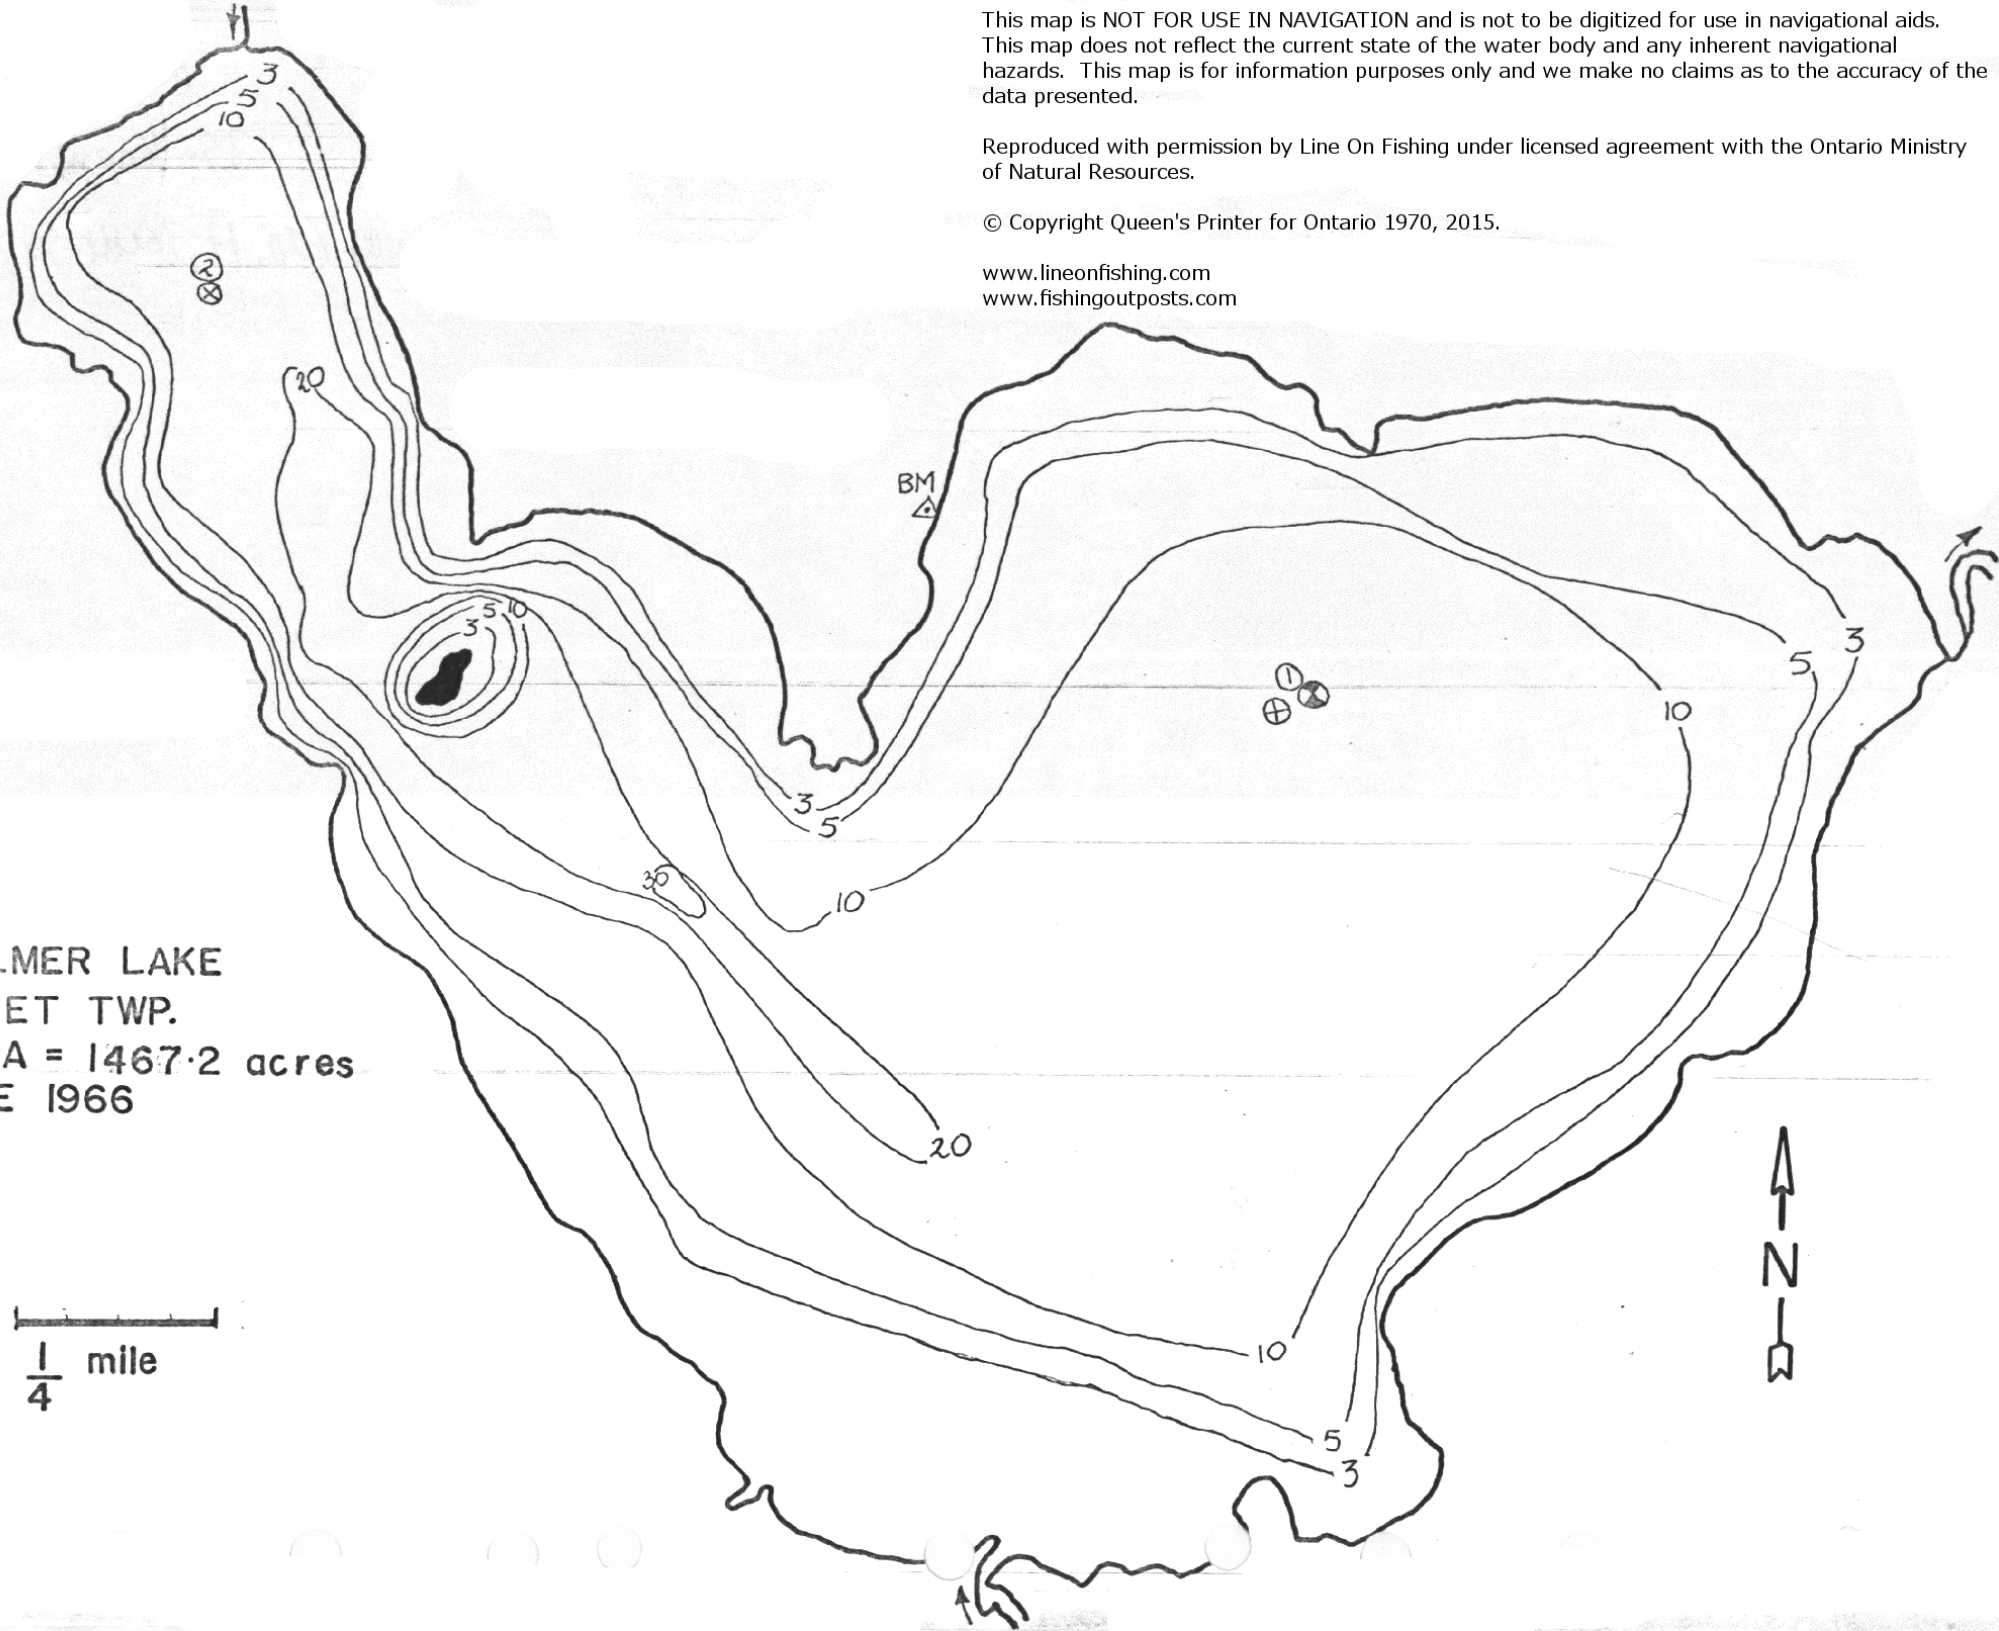 This map is NOT FOR USE IN NAVIGATION and is not to be digitized for use in navigational aids.
This map does not reflect the current state of the water body and any inherent navigational
hazards.  This map is for information purposes only and we make no claims as to the accuracy of the
data presented.
Reproduced with permission by Line On Fishing under licensed agreement with the Ontario Ministry
of Natural Resources.
© Copyright Queen's Printer for Ontario 1970, 2015.
www.lineonfishing.com
www.fishingoutposts.com
3
5
10
2
20
BM
5 10
3
3
5
1
10
3
5
30
10
LMER LAKE
ET TWP.
A = 1467.2 acres
E 1966
20
N
1/4 mile
10
5
3